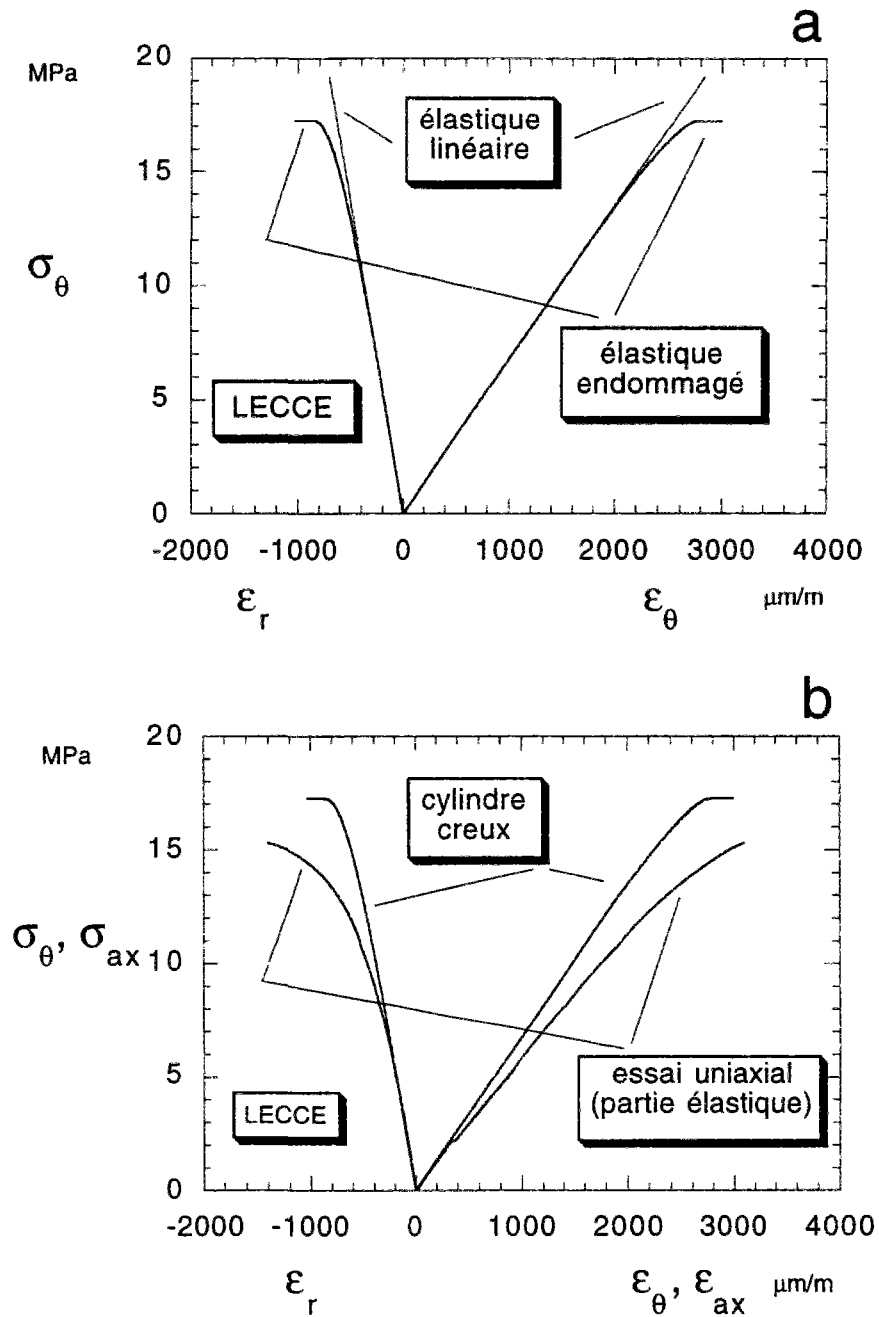 a
MPa
20
15
10
5
0
σθ
élastique
linéaire
élastique
endommagé
LECCE
-2000 -1000 0 1000 2000 3000 4000
εr εθ μm/m
b
MPa
20
15
10
5
0
σθ, σax
cylindre
creux
essai uniaxial
(partie élastique)
LECCE
-2000 -1000 0 1000 2000 3000 4000
εr εθ, εax μm/m